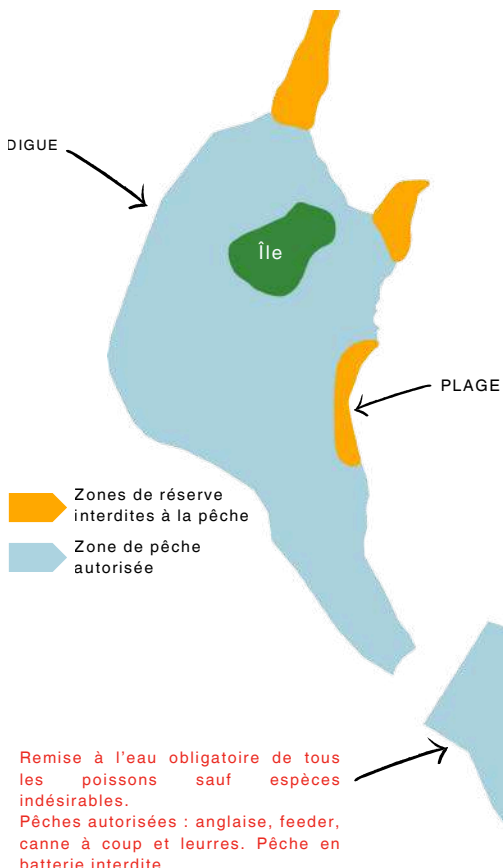 DIGUE
Île
PLAGE
Zones de réserve
interdites à la pêche
Zone de pêche
autorisée
Remise à l'eau obligatoire de tous
les poissons sauf espèces
indésirables.
Pêches autorisées : anglaise, feeder,
canne à coup et leurres. Pêche en
batterie interdite